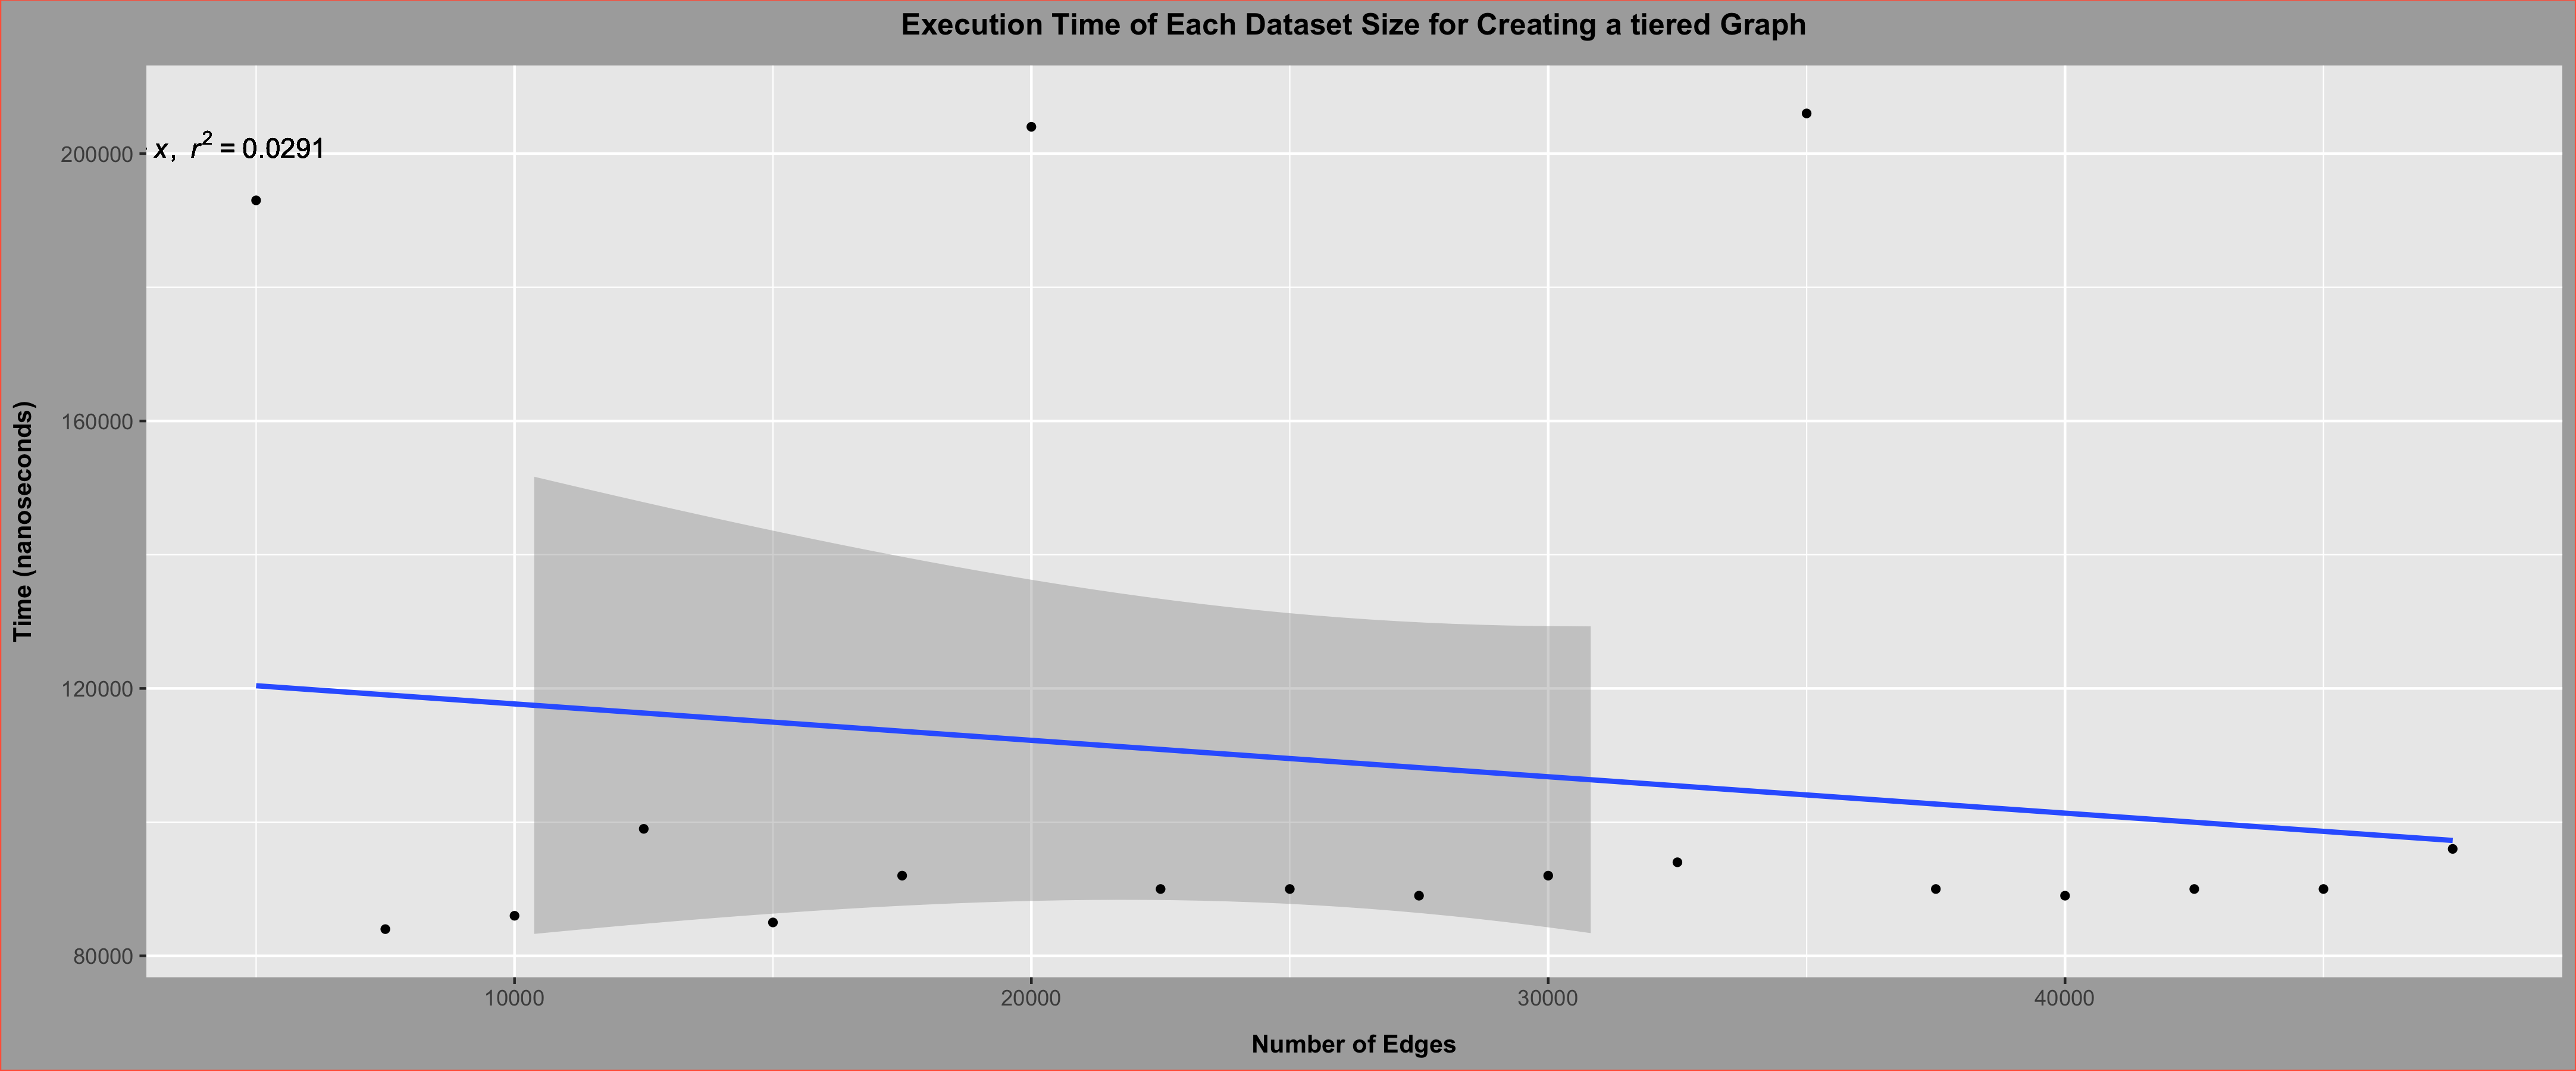 Execution Time of Each Dataset Size for Creating a tiered Graph
x, r² = 0.0291
200000
160000
120000
80000
Time (nanoseconds)
10000 20000 30000 40000
Number of Edges